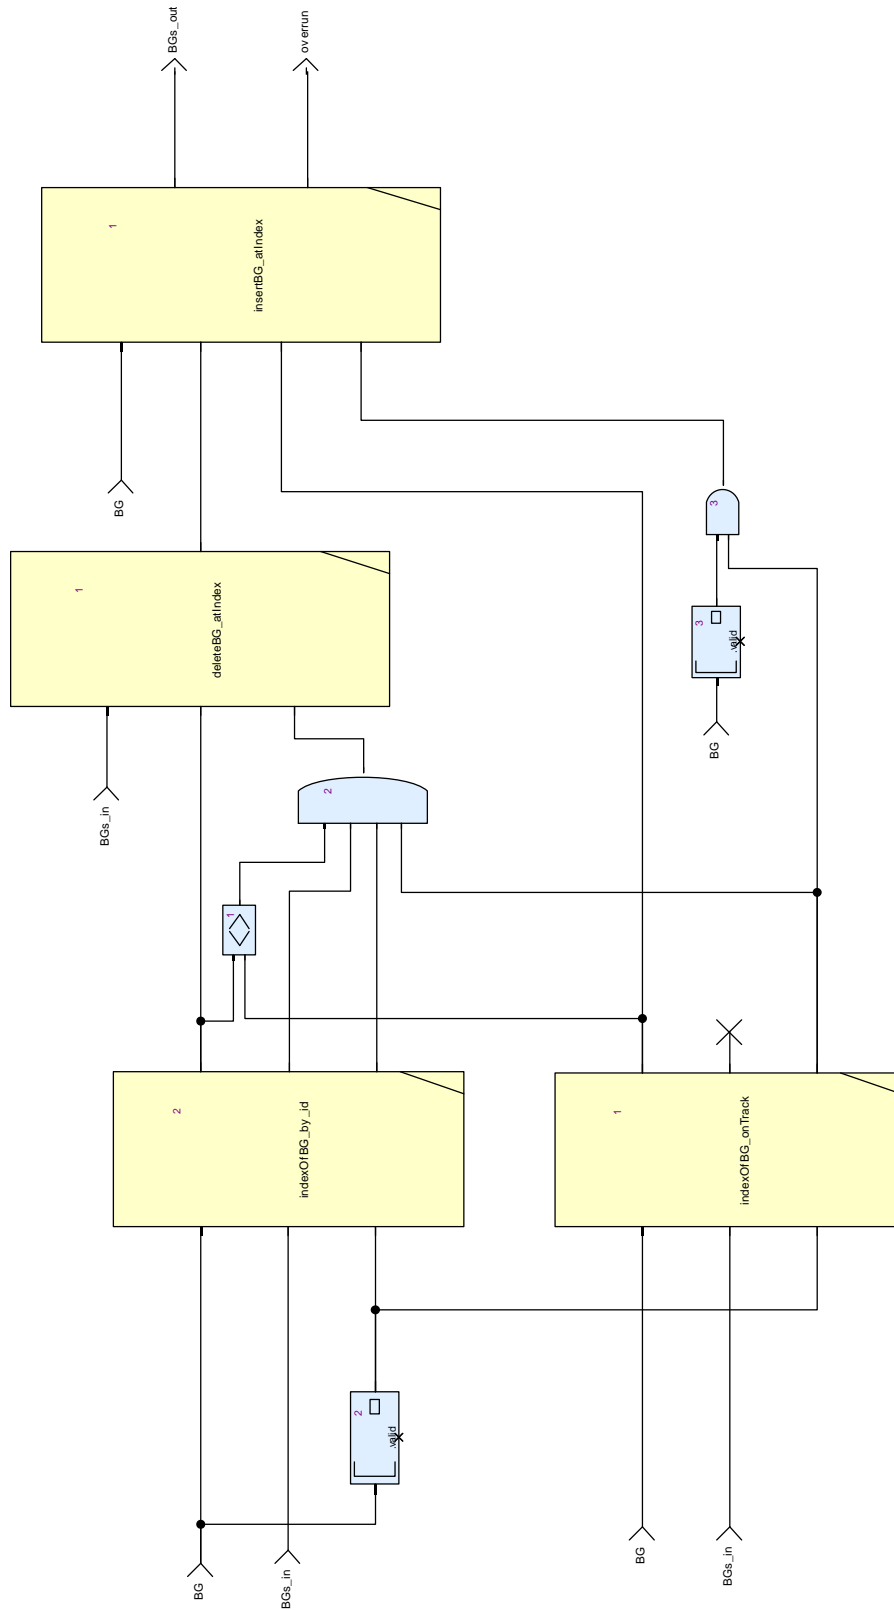 BGs_out
overrun
1
insertBG_atIndex
BG
3
1
deleteBG_atIndex
3
.valid
BG
BGs_in
2
1
2
indexOfBG_by_id
1
indexOfBG_onTrack
2
.valid
BG
BGs_in
BG
BGs_in